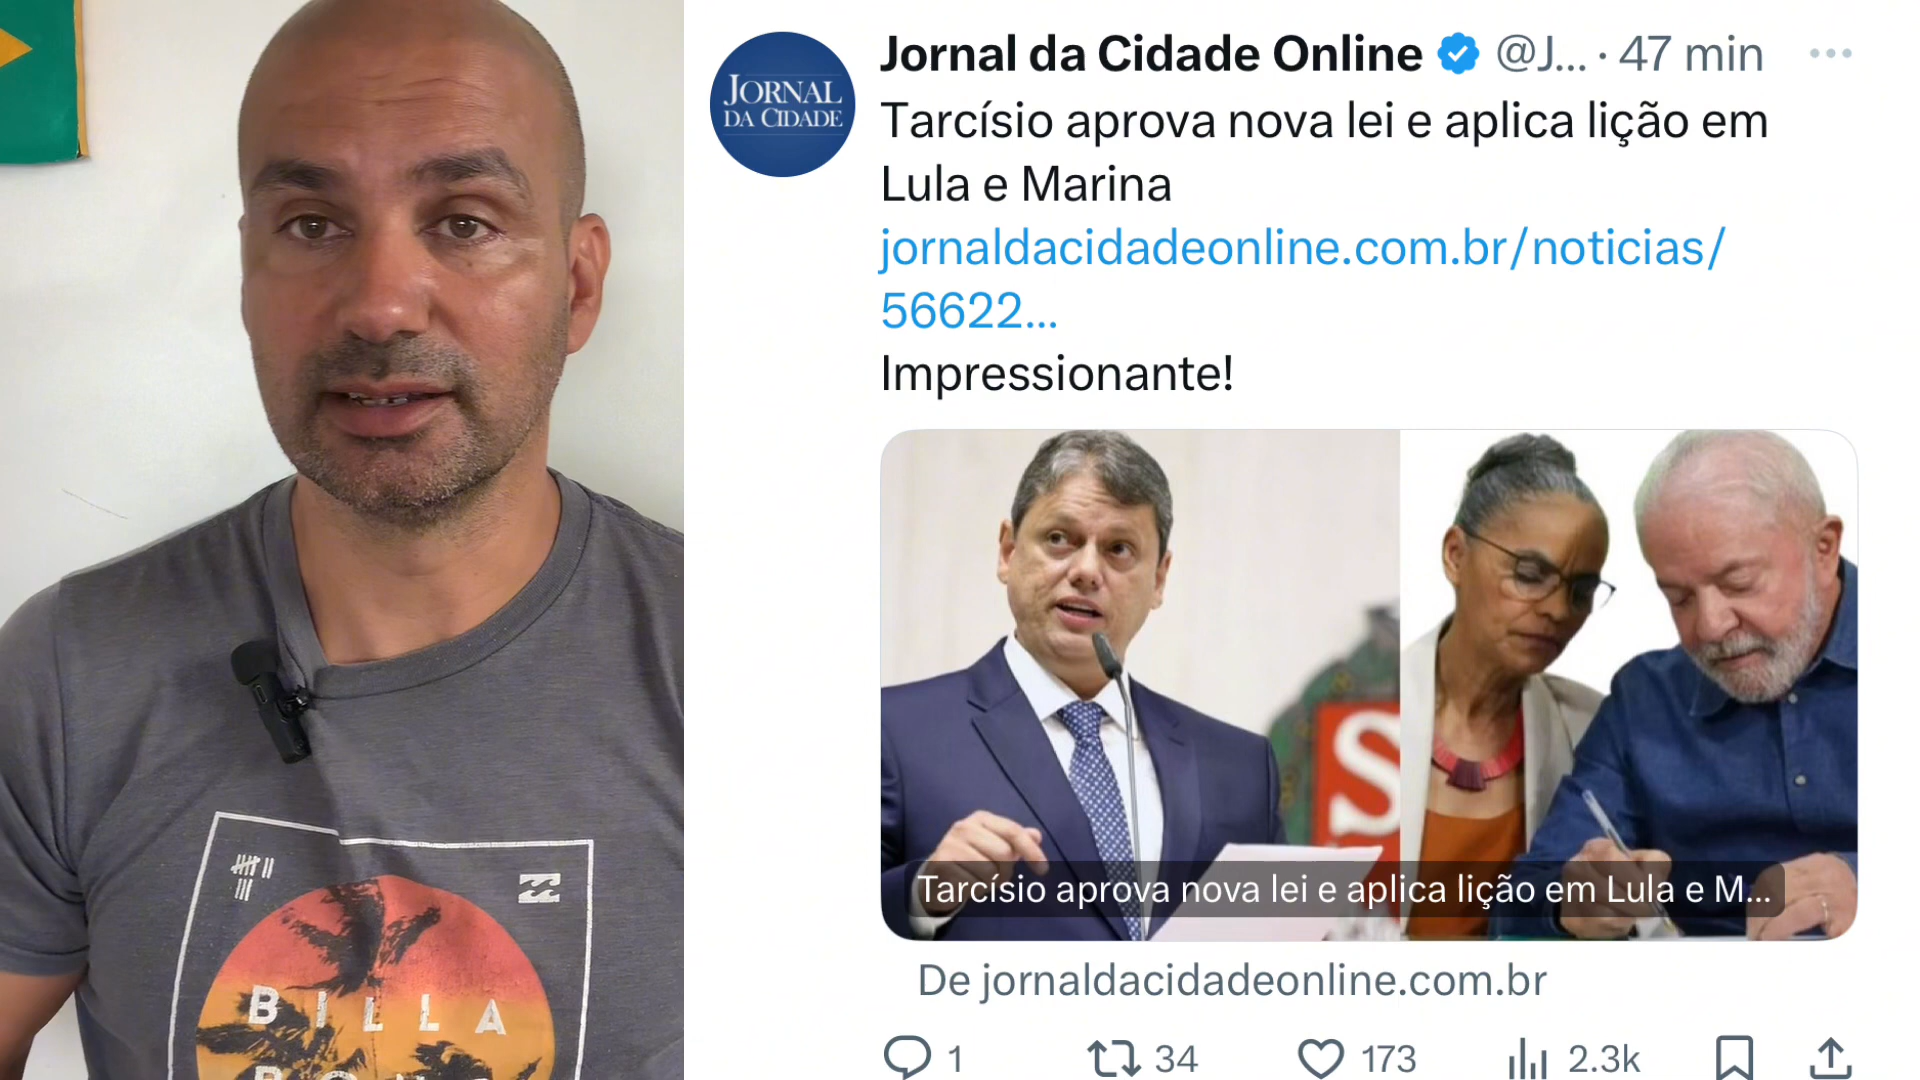 BILLA
JORNAL
DA CIDADE
Jornal da Cidade Online @J... · 47 min
Tarcísio aprova nova lei e aplica lição em
Lula e Marina
jornaldacidadeonline.com.br/noticias/
56622...
Impressionante!
S
Tarcísio aprova nova lei e aplica lição em Lula e M...
De jornaldacidadeonline.com.br
1 34 173 2.3k